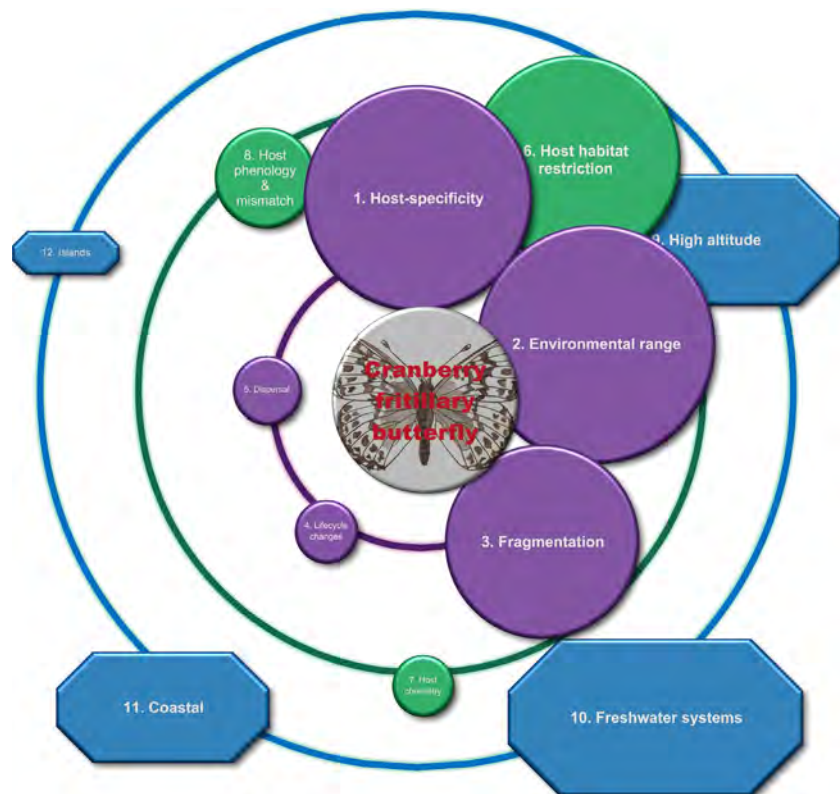 8. Host
phenology
&
mismatch
1. Host-specificity
6. Host habitat
restriction
12. Islands
9. High altitude
2. Environmental range
Cranberry
fritillary
butterfly
5. Dispersal
4. Lifecycle
changes
3. Fragmentation
7. Host
chemistry
11. Coastal
10. Freshwater systems